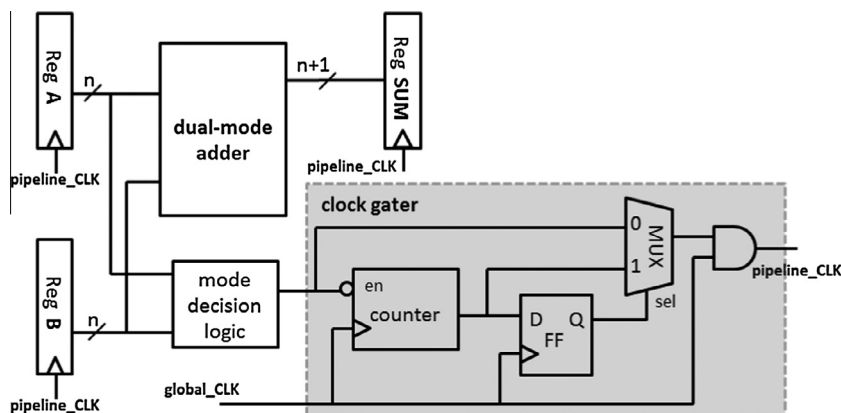 Reg A
n
pipeline_CLK
dual-mode
adder
n+1
Reg SUM
pipeline_CLK
clock gater
0
1
MUX
sel
pipeline_CLK
Reg B
n
pipeline_CLK
mode
decision
logic
en
counter
D Q
FF
global_CLK